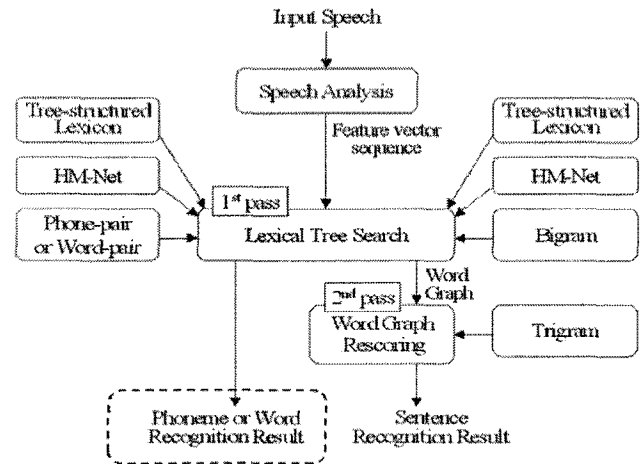 Input Speech
Speech Analysis
Tree-structured
Lexicon
Tree-structured
Lexicon
Feature vector
sequence
HM-Net
HM-Net
1st pass
Phone-pair
or Word-pair
Lexical Tree Search
Bigram
Word
Graph
2nd pass
Word Graph
Rescoring
Trigram
Phoneme or Word
Recognition Result
Sentence
Recognition Result